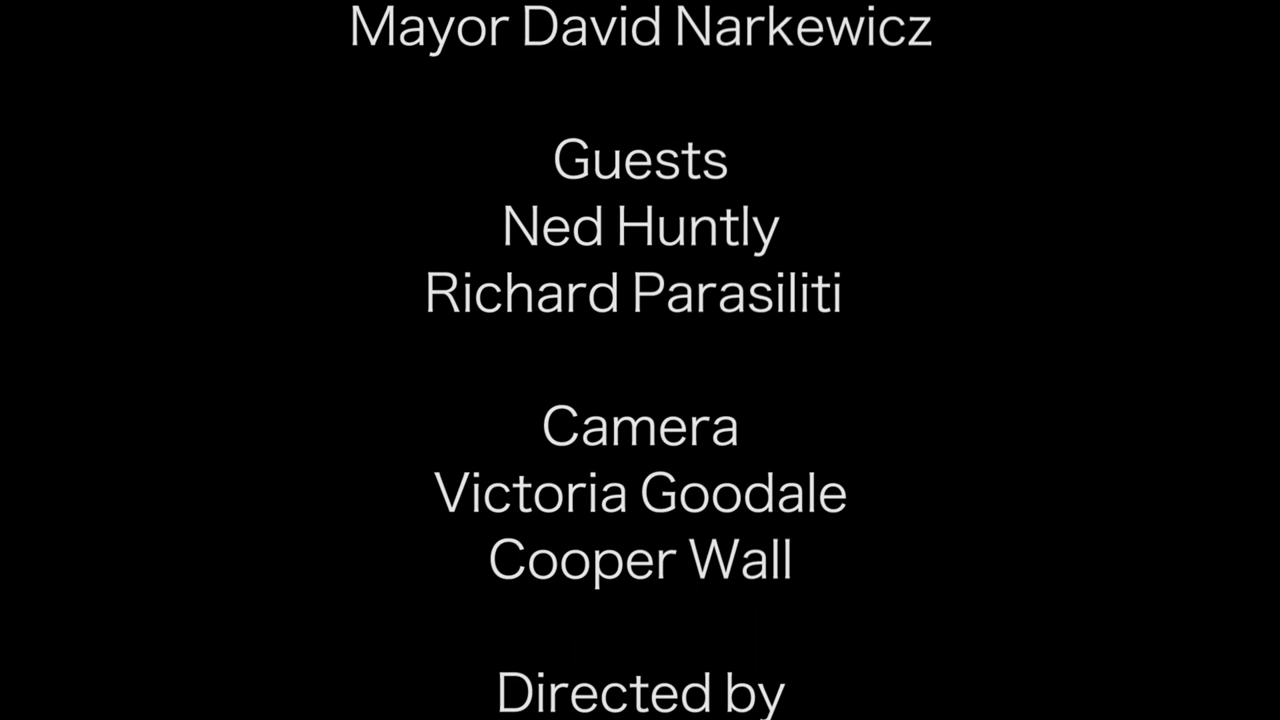 Mayor David Narkewicz
Guests
Ned Huntly
Richard Parasiliti
Camera
Victoria Goodale
Cooper Wall
Directed by